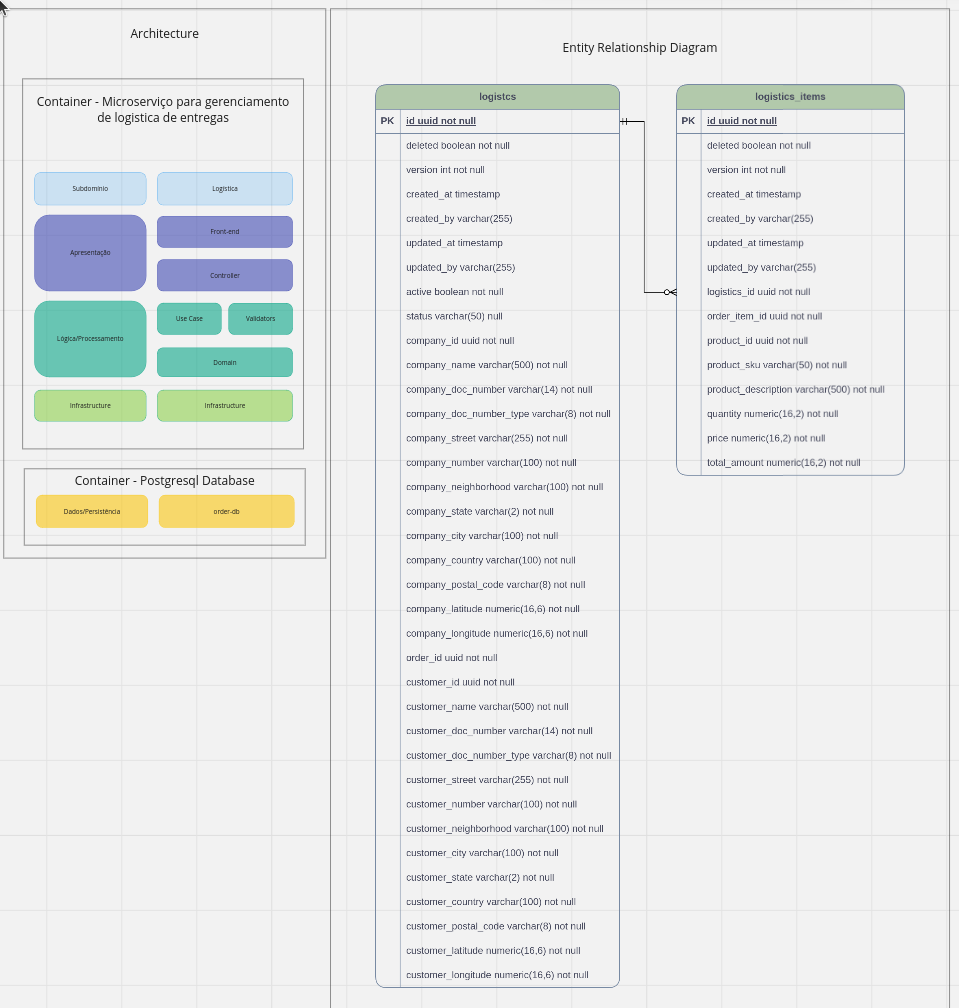 Architecture
Container - Microserviço para gerenciamento
de logistica de entregas
Subdomínio
Logística
Apresentação
Front-end
Controller
Lógica/Processamento
Use Case
Validators
Domain
Infrastructure
Infrastructure
Container - Postgresql Database
Dados/Persistência
order-db
Entity Relationship Diagram
logistcs
PK id uuid not null
deleted boolean not null
version int not null
created_at timestamp
created_by varchar(255)
updated_at timestamp
updated_by varchar(255)
active boolean not null
status varchar(50) null
company_id uuid not null
company_name varchar(500) not null
company_doc_number varchar(14) not null
company_doc_number_type varchar(8) not null
company_street varchar(255) not null
company_number varchar(100) not null
company_neighborhood varchar(100) not null
company_state varchar(2) not null
company_city varchar(100) not null
company_country varchar(100) not null
company_postal_code varchar(8) not null
company_latitude numeric(16,6) not null
company_longitude numeric(16,6) not null
order_id uuid not null
customer_id uuid not null
customer_name varchar(500) not null
customer_doc_number varchar(14) not null
customer_doc_number_type varchar(8) not null
customer_street varchar(255) not null
customer_number varchar(100) not null
customer_neighborhood varchar(100) not null
customer_city varchar(100) not null
customer_state varchar(2) not null
customer_country varchar(100) not null
customer_postal_code varchar(8) not null
customer_latitude numeric(16,6) not null
customer_longitude numeric(16,6) not null
logistics_items
PK id uuid not null
deleted boolean not null
version int not null
created_at timestamp
created_by varchar(255)
updated_at timestamp
updated_by varchar(255)
logistics_id uuid not null
order_item_id uuid not null
product_id uuid not null
product_sku varchar(50) not null
product_description varchar(500) not null
quantity numeric(16,2) not null
price numeric(16,2) not null
total_amount numeric(16,2) not null